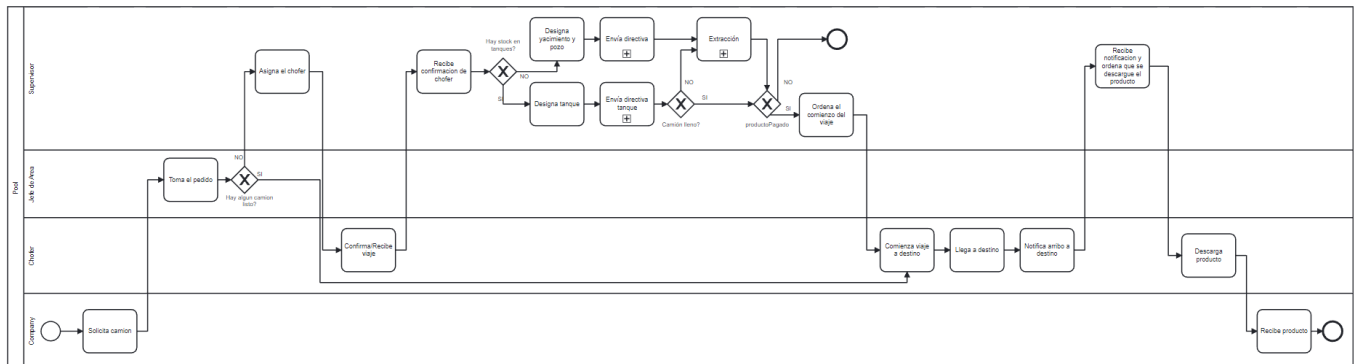 Pool
Supervisor
Jefe de Area
Chofer
Company
Solicita camion
Toma el pedido
Hay algun camion
listo?
NO
SI
Asigna el chofer
Confirma/Recibe
viaje
Recibe
confirmacion de
chofer
Hay stock en
tanques?
NO
SI
Designa
yacimiento y
pozo
Envía directiva
Extracción
Designa tanque
Envía directiva
tanque
Camión lleno?
NO
SI
productoPagado
NO
SI
Ordena el
comienzo del
viaje
Comienza viaje
a destino
Llega a destino
Notifica arribo a
destino
Recibe
notificacion y
ordena que se
descargue el
producto
Descarga
producto
Recibe producto